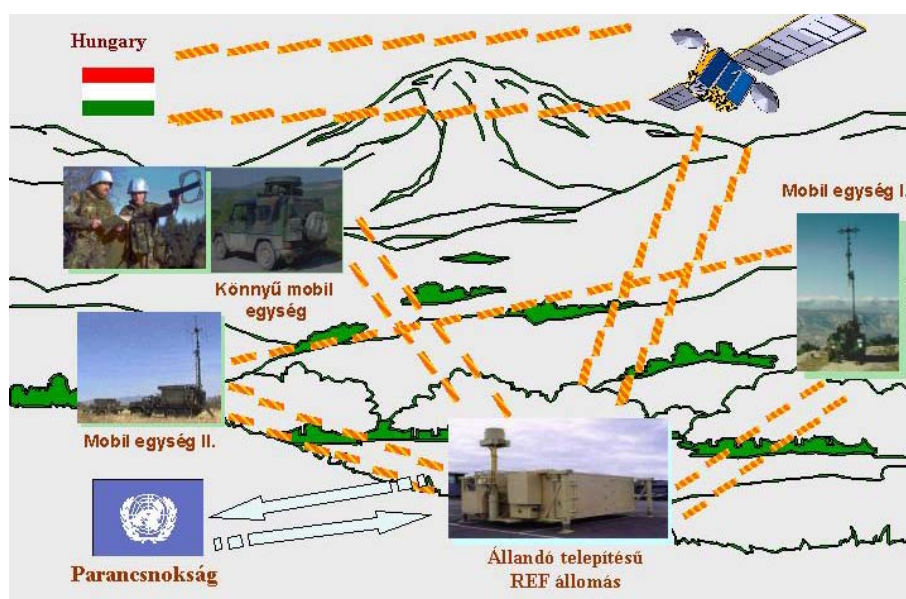 Hungary
Mobil egység I.
Könnyű mobil
egység
Mobil egység II.
Parancsnokság
Állandó telepítésű
REF állomás